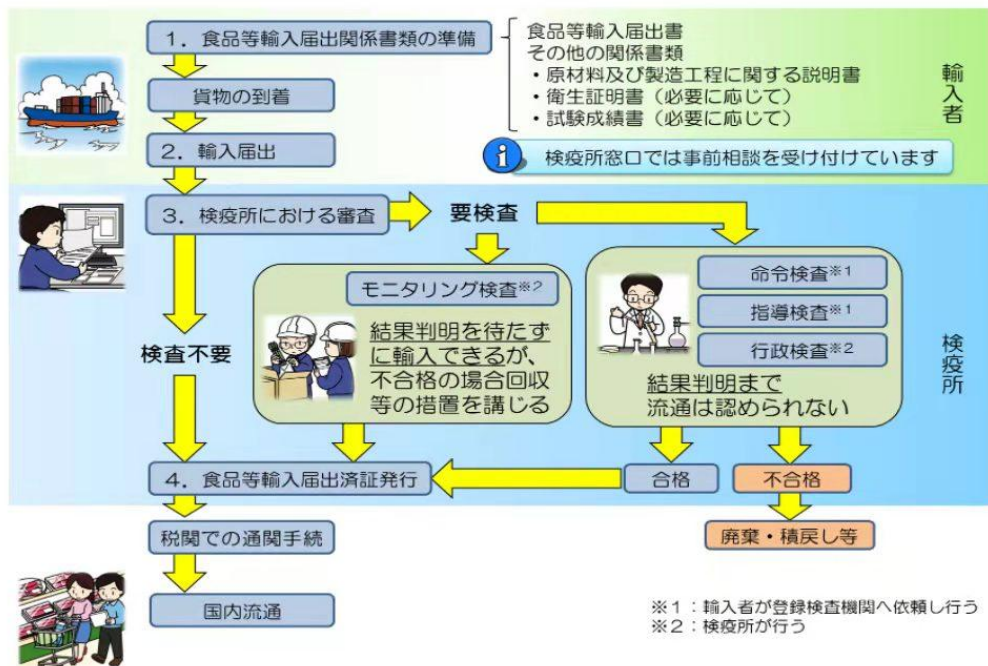 1．食品等輸入届出関係書類の準備
食品等輸入届出書
その他の関係書類
・原材料及び製造工程に関する説明書
・衛生証明書（必要に応じて）
・試験成績書（必要に応じて）
輸入者
貨物の到着
2．輸入届出
i 検疫所窓口では事前相談を受け付けています
3．検疫所における審査
要検査
モニタリング検査※2
結果判明を待たず
に輸入できるが、
不合格の場合回収
等の措置を講じる
命令検査※1
指導検査※1
行政検査※2
結果判明まで
流通は認められない
検疫所
検査不要
4．食品等輸入届出済証発行
合格
不合格
税関での通関手続
廃棄・積戻し等
国内流通
※1：輸入者が登録検査機関へ依頼し行う
※2：検疫所が行う